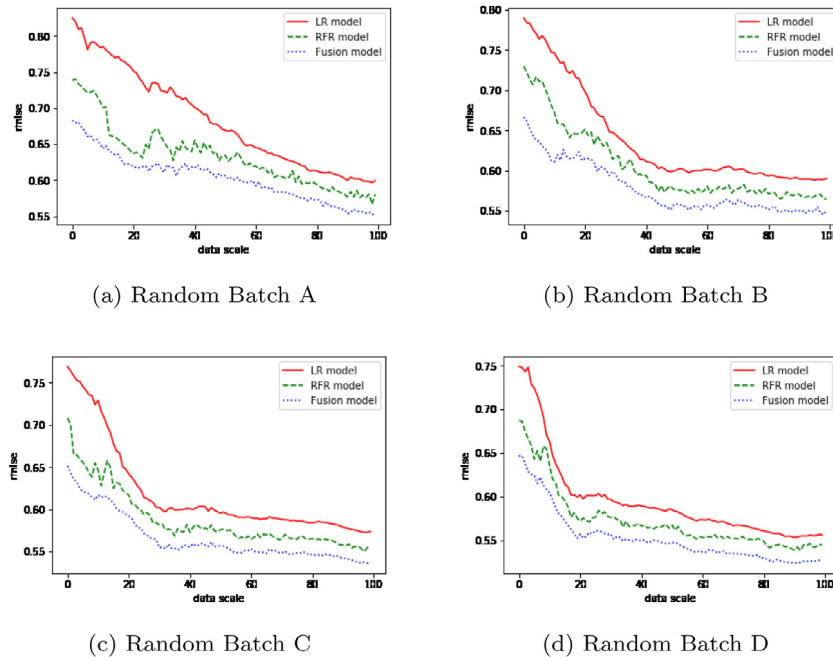 0.80
0.75
0.70
0.65
0.60
0.55
rmlse
0
20
40
60
80
100
data scale
LR model
RFR model
Fusion model
(a) Random Batch A
0.80
0.75
0.70
0.65
0.60
0.55
rmlse
0
20
40
60
80
100
data scale
LR model
RFR model
Fusion model
(b) Random Batch B
0.75
0.70
0.65
0.60
0.55
rmlse
0
20
40
60
80
100
data scale
LR model
RFR model
Fusion model
(c) Random Batch C
0.75
0.70
0.65
0.60
0.55
rmlse
0
20
40
60
80
100
data scale
LR model
RFR model
Fusion model
(d) Random Batch D